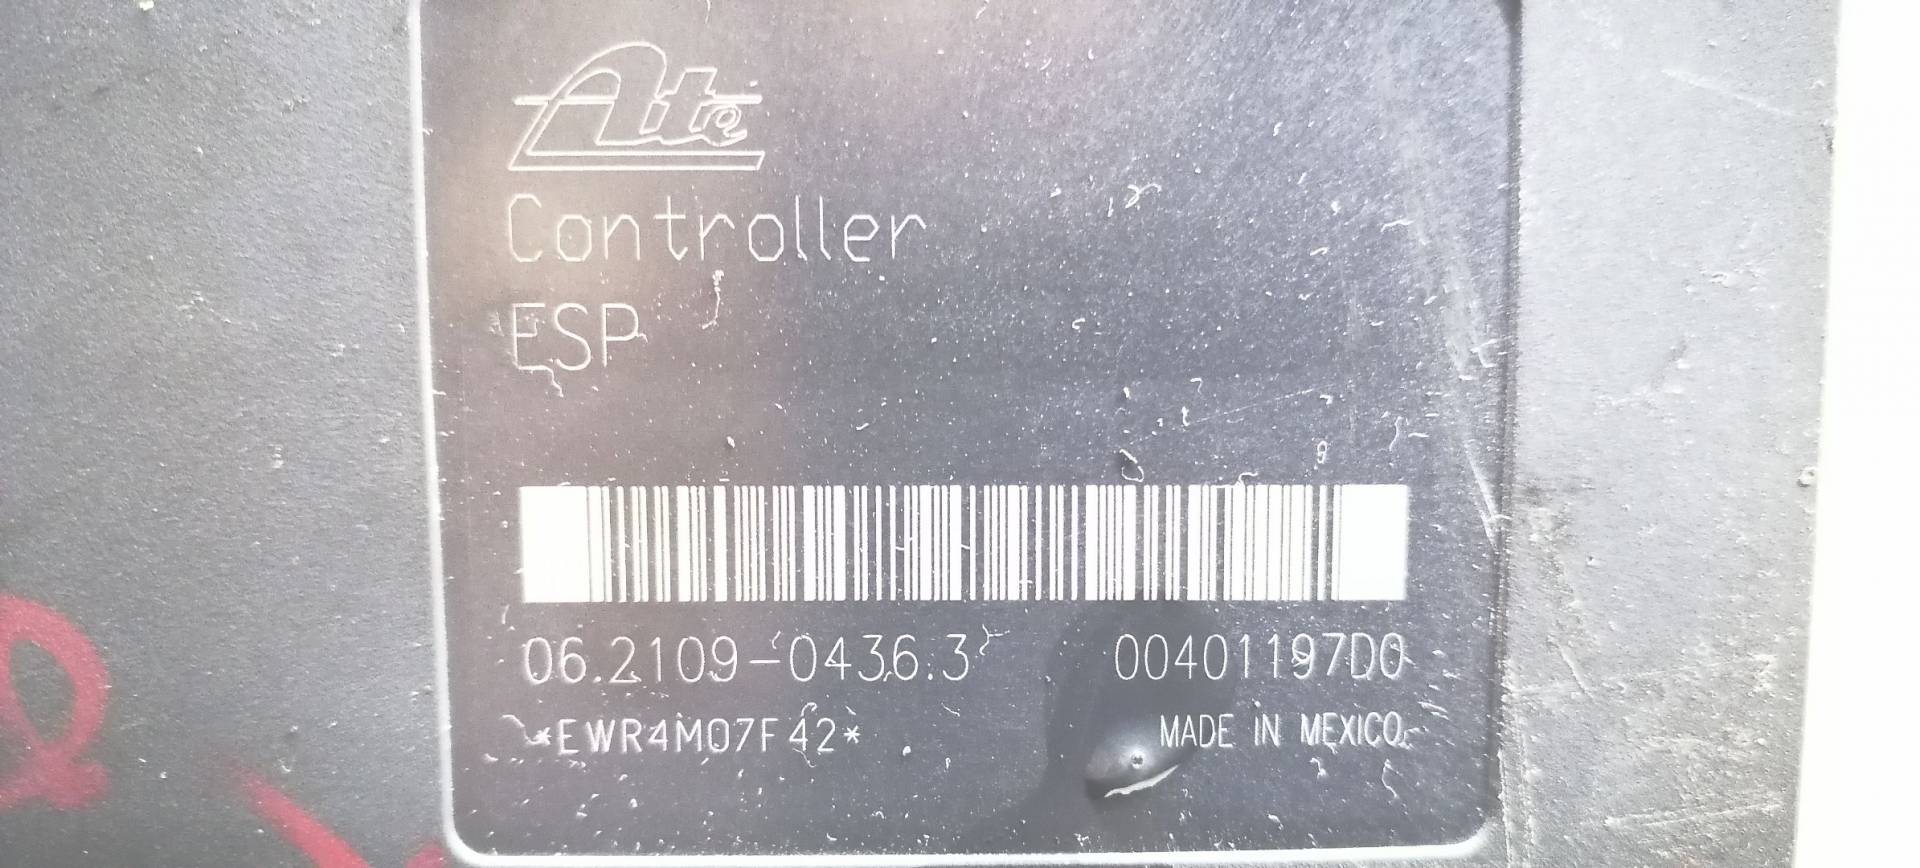 Ate
Controller
ESP
06.2109-0436.3 00401197D0
*EWR4M07F42* MADE IN MEXICO